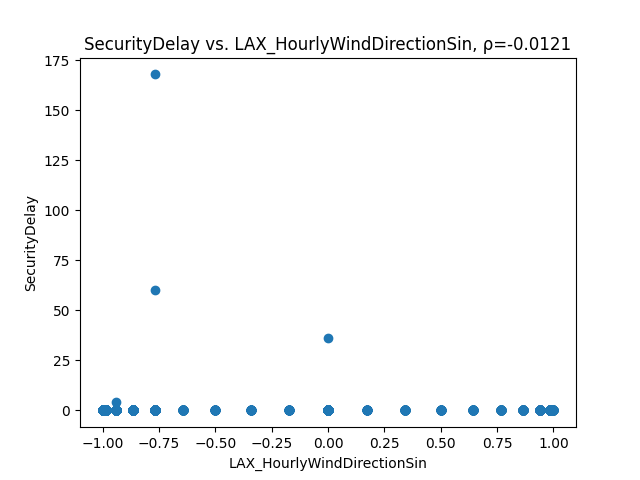 SecurityDelay vs. LAX_HourlyWindDirectionSin, ρ=-0.0121
175
150
125
100
75
50
25
0
SecurityDelay
−1.00 −0.75 −0.50 −0.25 0.00 0.25 0.50 0.75 1.00
LAX_HourlyWindDirectionSin